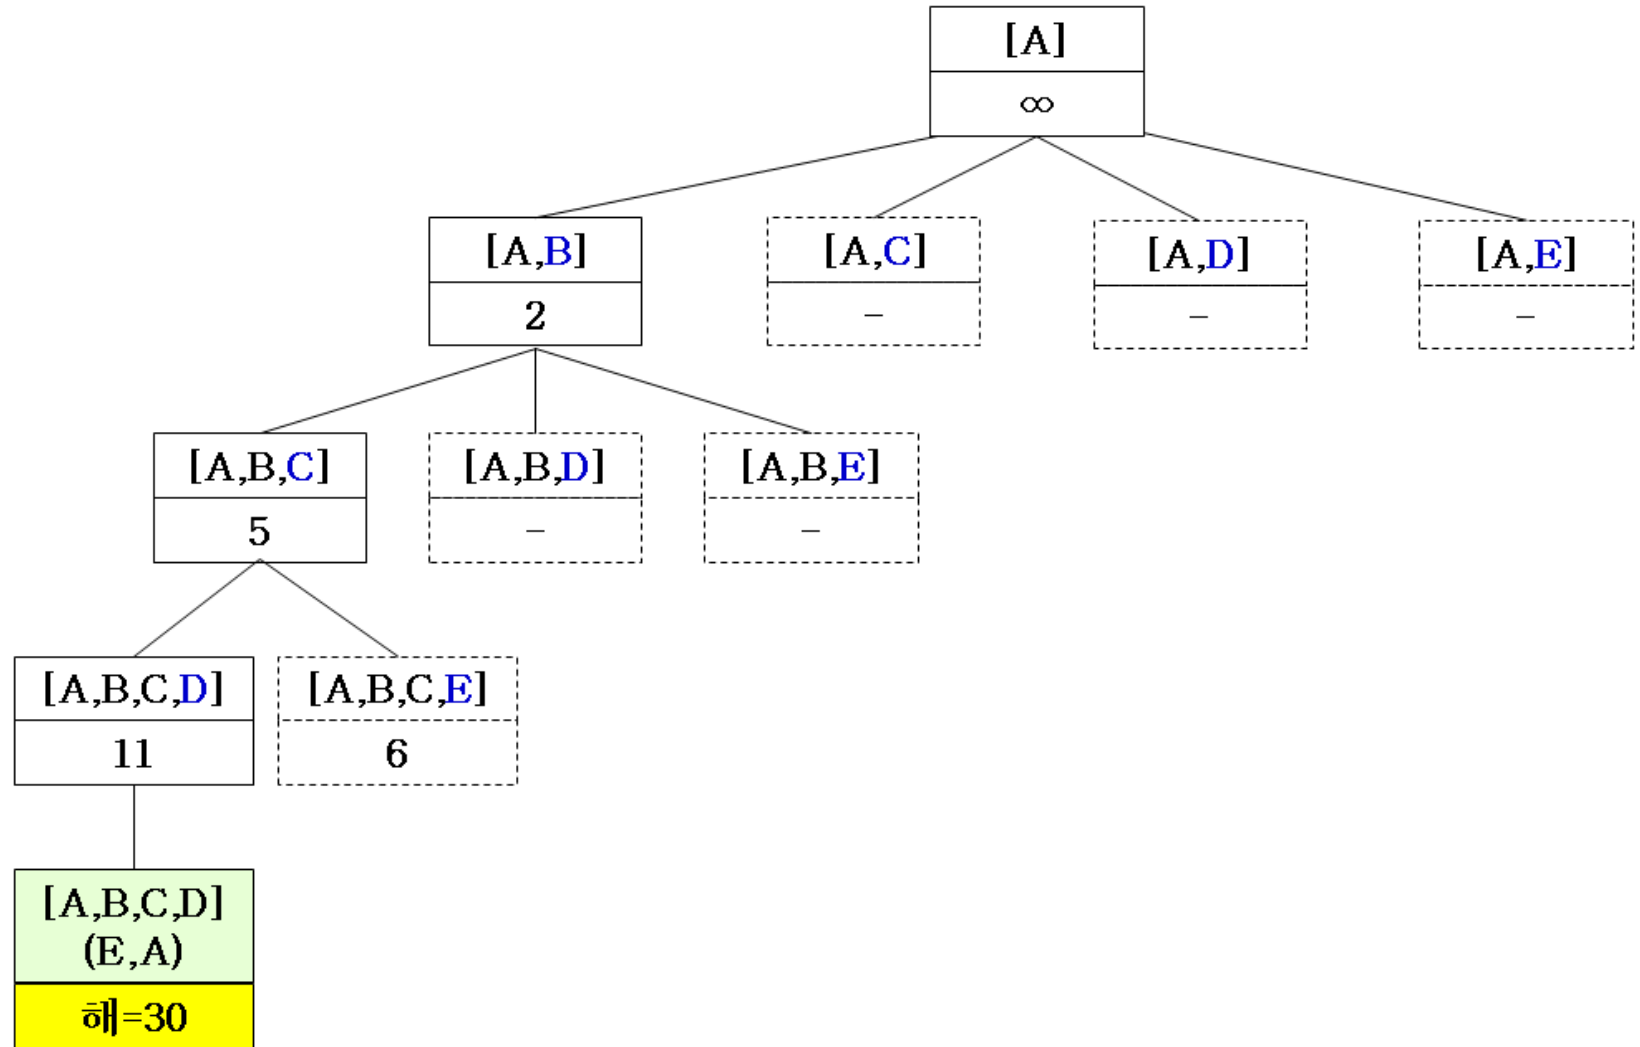 [A]
∞
[A,B]
[A,C]
[A,D]
[A,E]
2
–
–
–
[A,B,C]
[A,B,D]
[A,B,E]
5
–
–
[A,B,C,D]
[A,B,C,E]
11
6
[A,B,C,D]
(E,A)
해=30